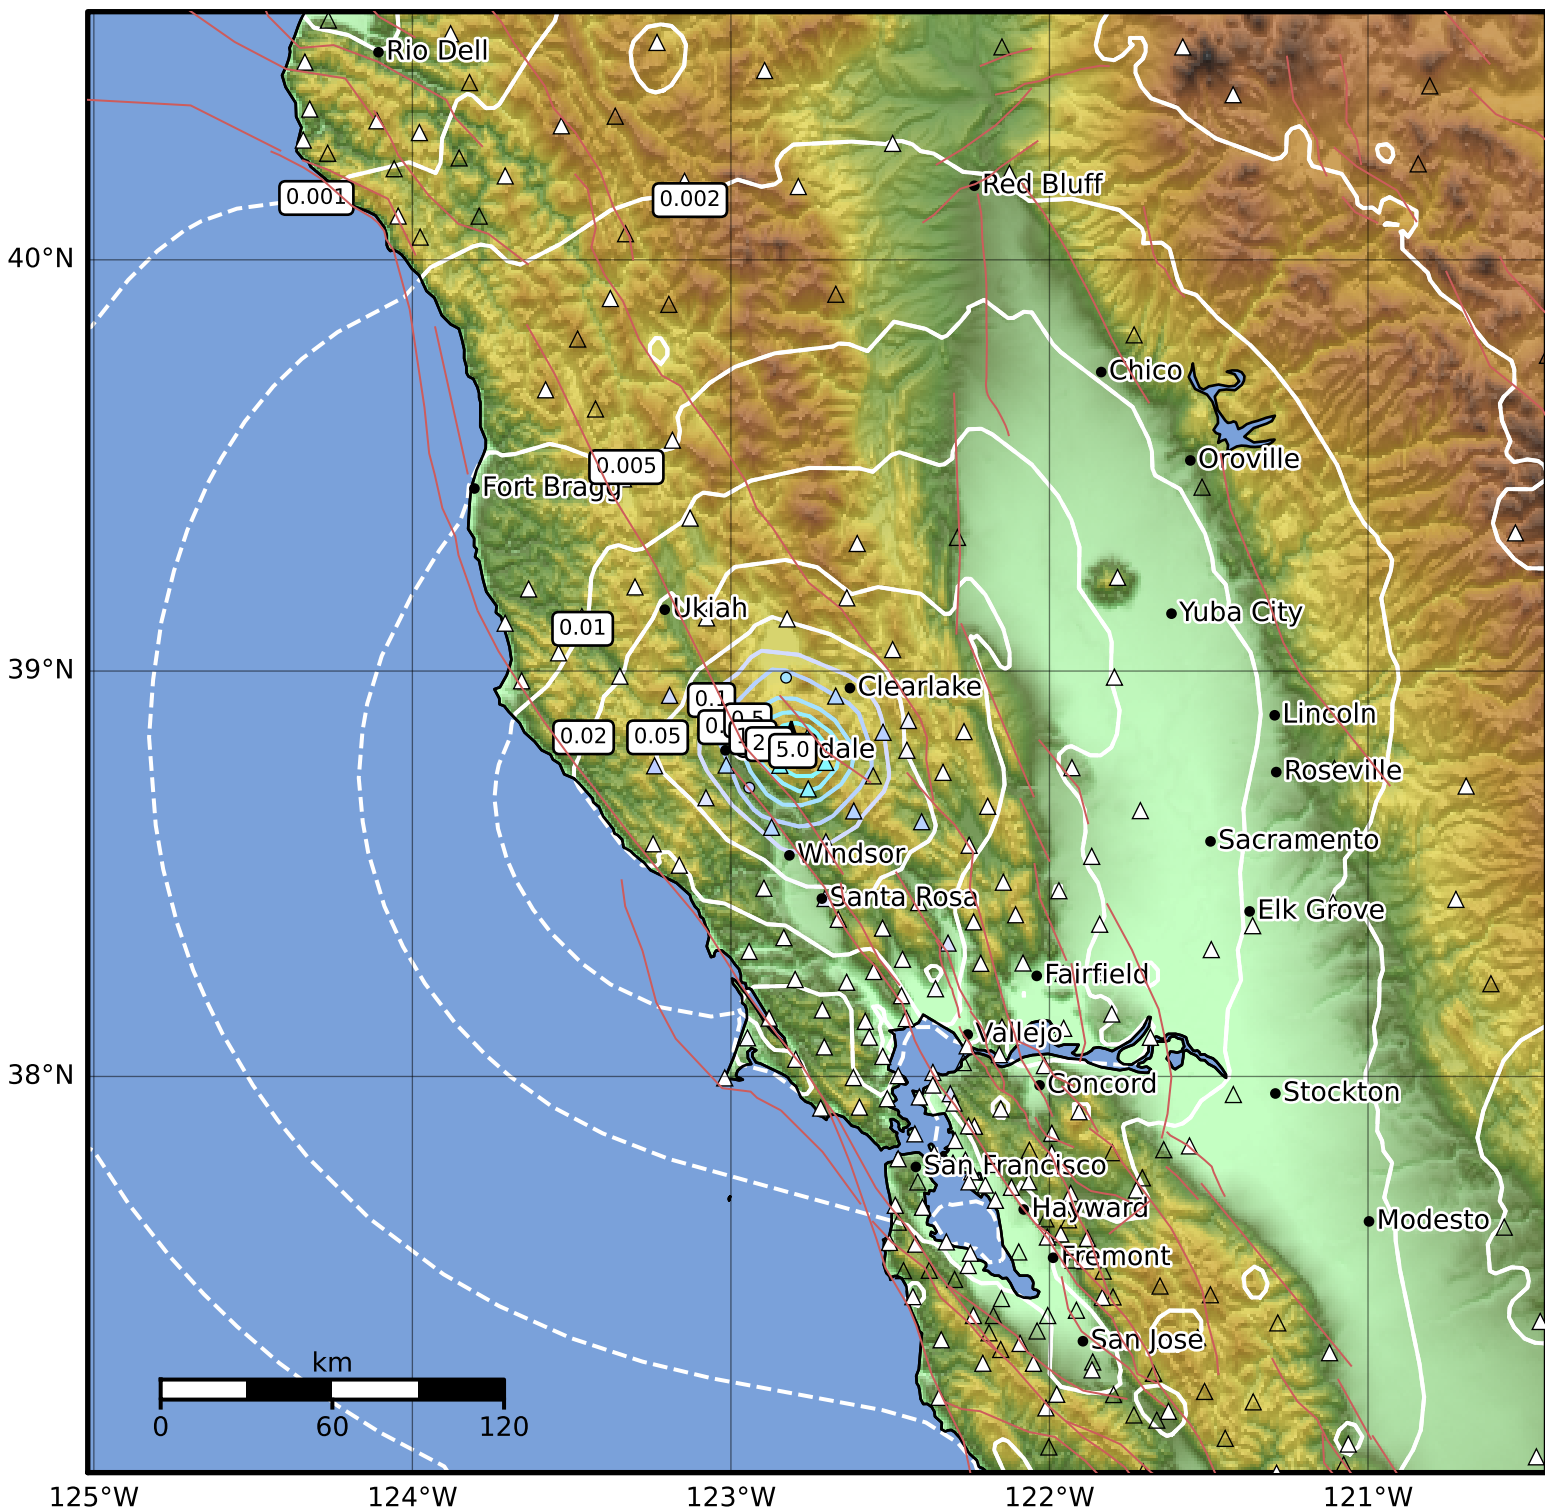 Rio Dell
Red Bluff
0.001
0.002
40°N
Chico
Oroville
0.005
Fort Bragg
Ukiah
Yuba City
0.01
39°N
Clearlake
0.1
Lincoln
0.02
0.05
5.0
Roseville
Sacramento
Windsor
Santa Rosa
Elk Grove
Fairfield
Vallejo
38°N
Concord
Stockton
San Francisco
Hayward
Modesto
Fremont
San Jose
km
0 60 120
125°W 124°W 123°W 122°W 121°W